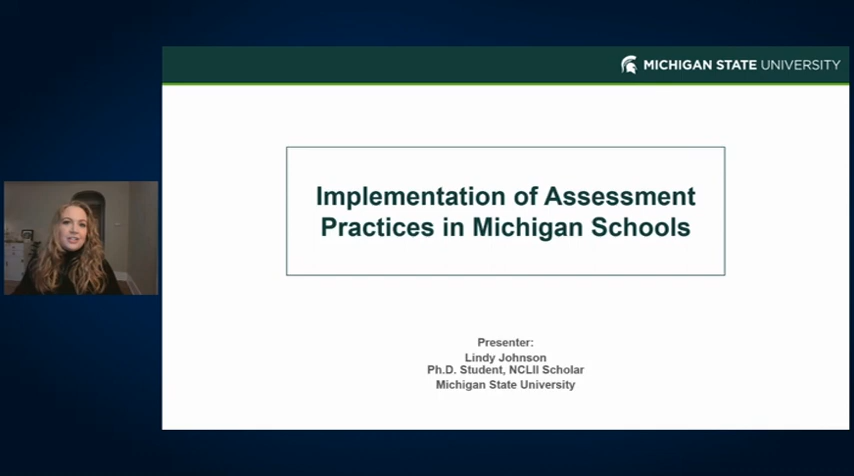 MICHIGAN STATE UNIVERSITY
Implementation of Assessment
Practices in Michigan Schools
Presenter:
Lindy Johnson
Ph.D. Student, NCLII Scholar
Michigan State University